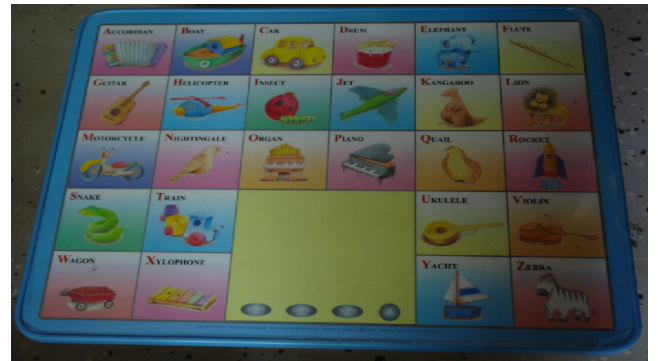 ACCORDIAN BOAT CAR DRUM ELEPHANT FLUTE
GUITAR HELICOPTER INSECT JET KANGAROO LION
MOTORCYCLE NIGHTINGALE ORGAN PIANO QUAIL ROCKET
SNAKE TRAIN UKULELE VIOLIN
WAGON XYLOPHONE YACHT ZEBRA